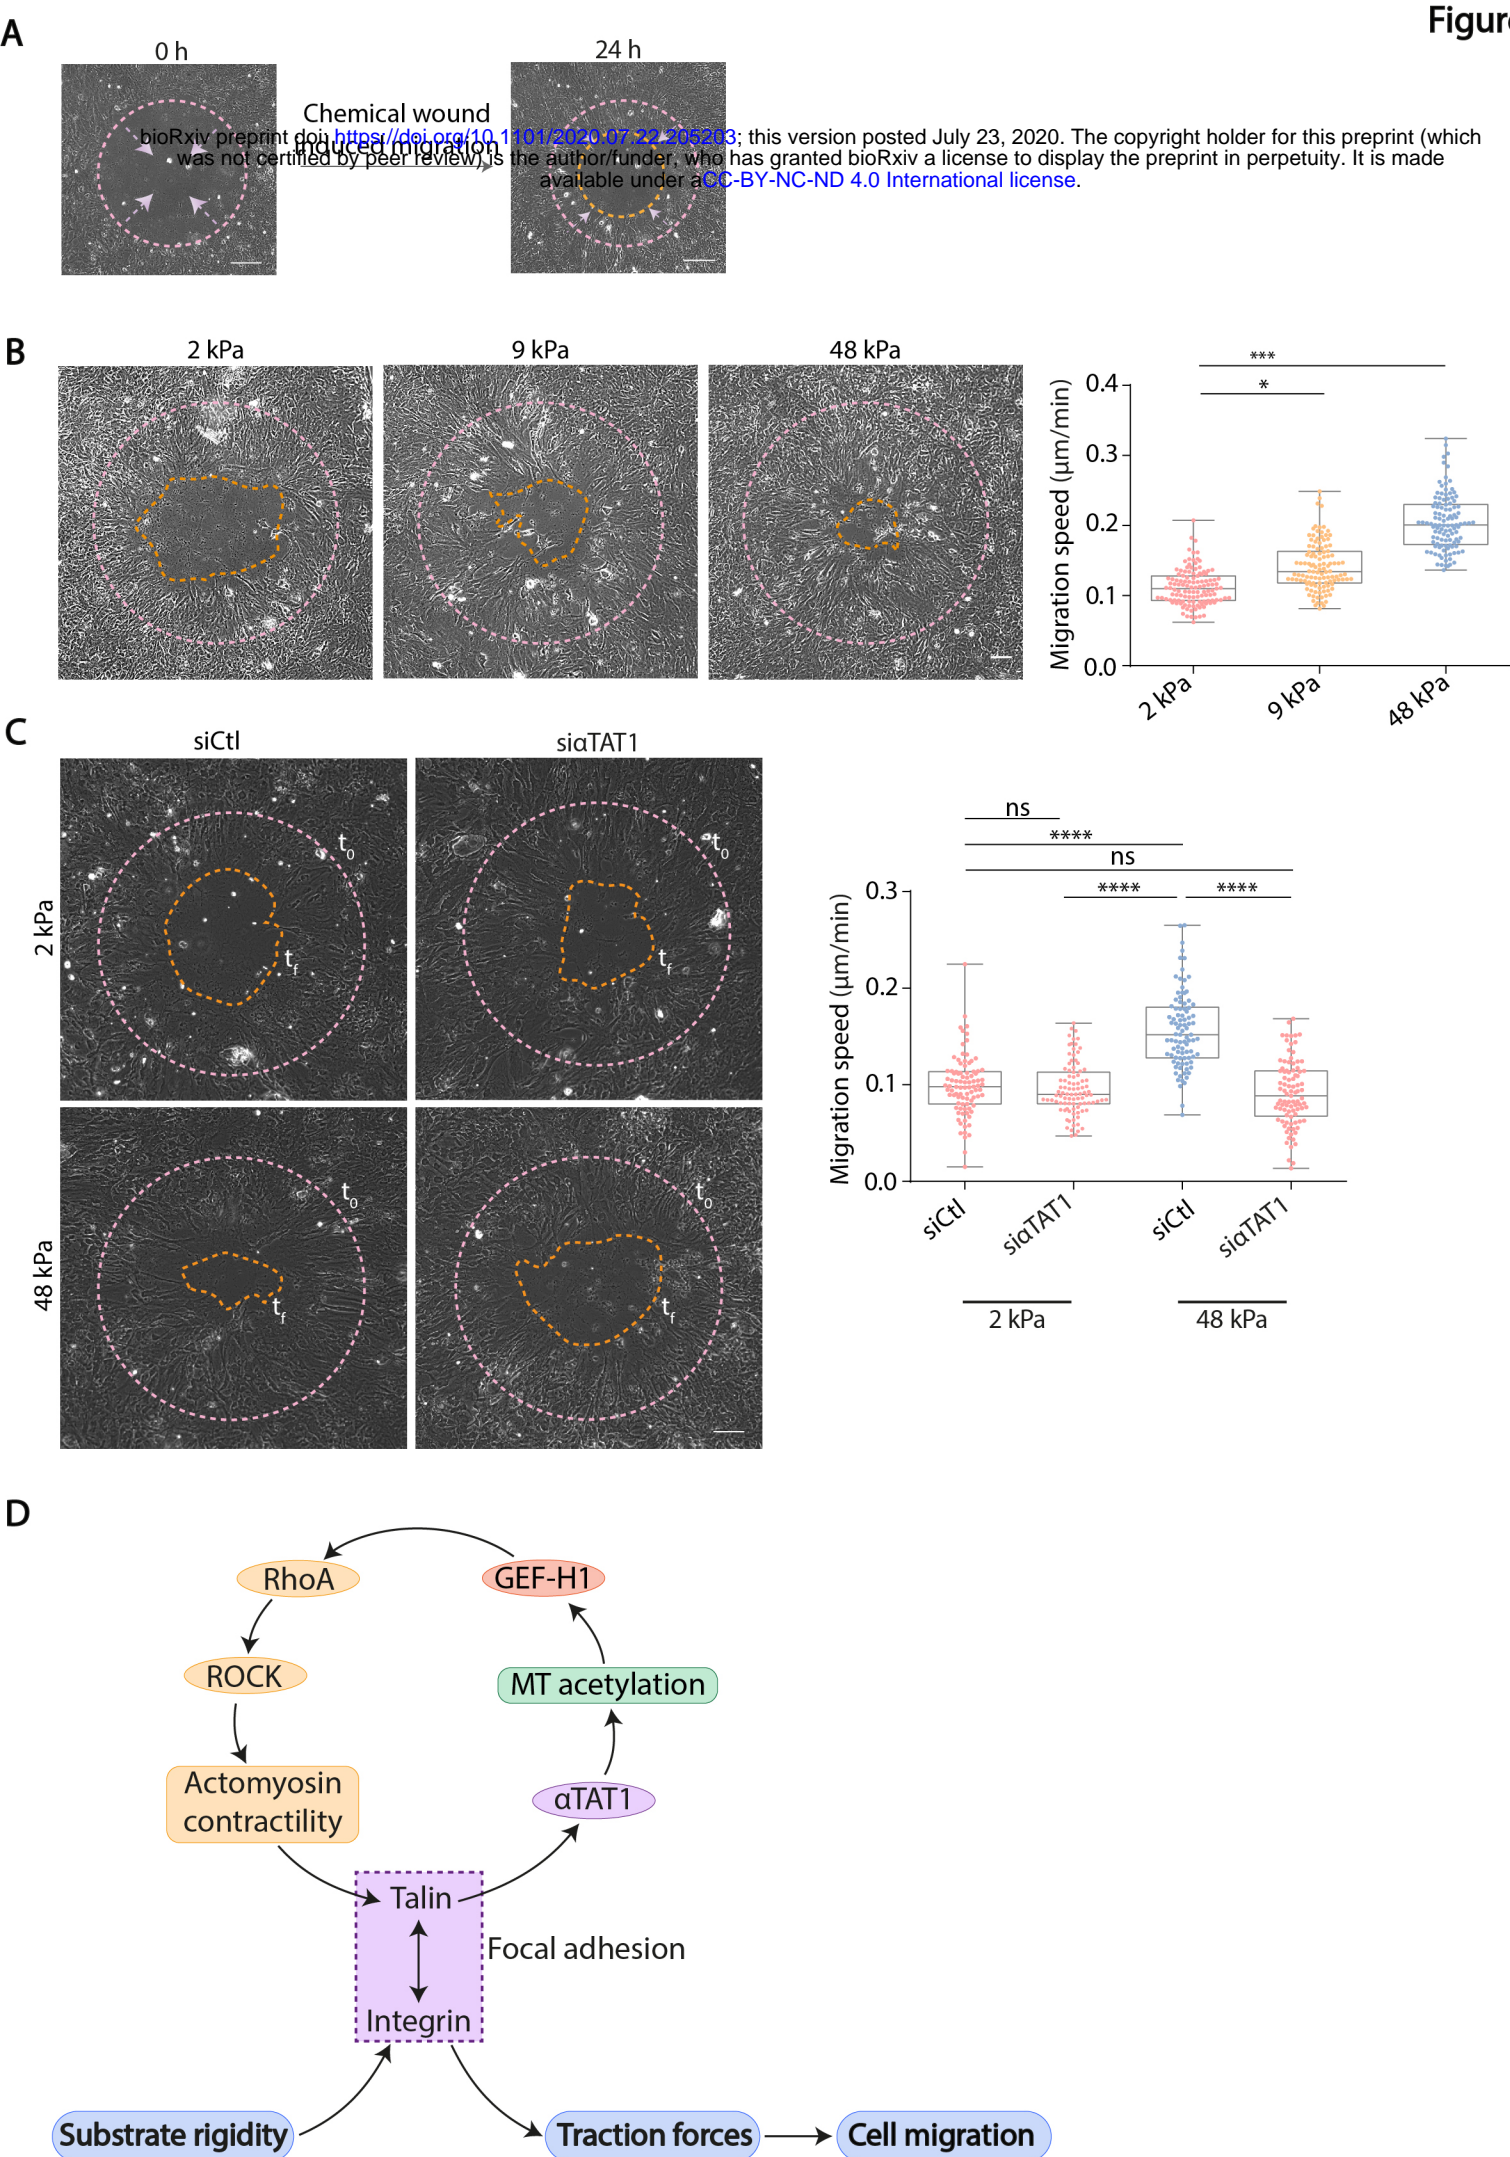 Figur
A
0 h
24 h
Chemical wound
induced migration
bioRxiv preprint doi: https://doi.org/10.1101/2020.07.22.205203; this version posted July 23, 2020. The copyright holder for this preprint (which
was not certified by peer review) is the author/funder, who has granted bioRxiv a license to display the preprint in perpetuity. It is made
available under aCC-BY-NC-ND 4.0 International license.
B
2 kPa
9 kPa
48 kPa
Migration speed (μm/min)
0.4
0.3
0.2
0.1
0.0
***
*
2 kPa
9 kPa
48 kPa
C
siCtl
siαTAT1
2 kPa
48 kPa
t0
tf
t0
tf
t0
tf
t0
tf
Migration speed (μm/min)
0.3
0.2
0.1
0.0
ns
****
ns
****
****
siCtl
siαTAT1
siCtl
siαTAT1
2 kPa
48 kPa
D
RhoA
GEF-H1
ROCK
MT acetylation
Actomyosin
contractility
αTAT1
Talin
Focal adhesion
Integrin
Substrate rigidity
Traction forces
Cell migration